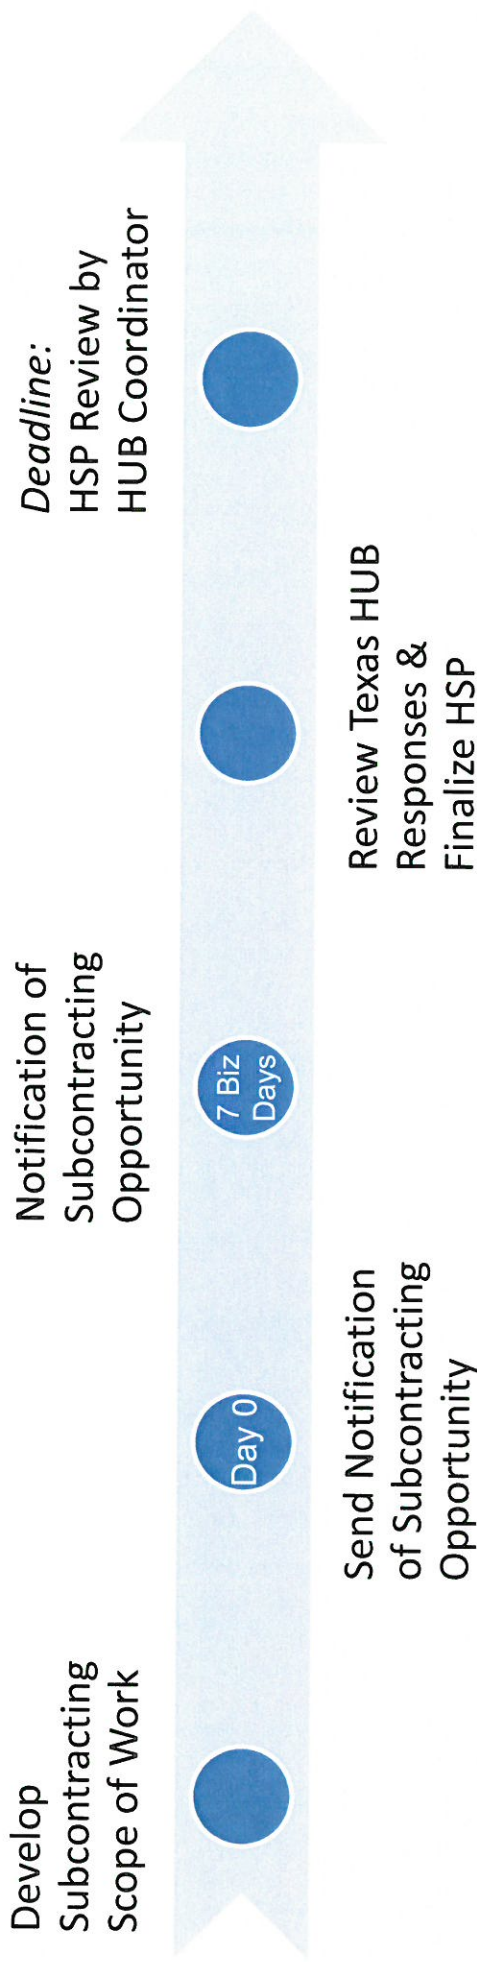 Develop
Subcontracting
Scope of Work
Day 0
Send Notification
of Subcontracting
Opportunity
Notification of
Subcontracting
Opportunity
7 Biz
Days
Review Texas HUB
Responses &
Finalize HSP
Deadline:
HSP Review by
HUB Coordinator